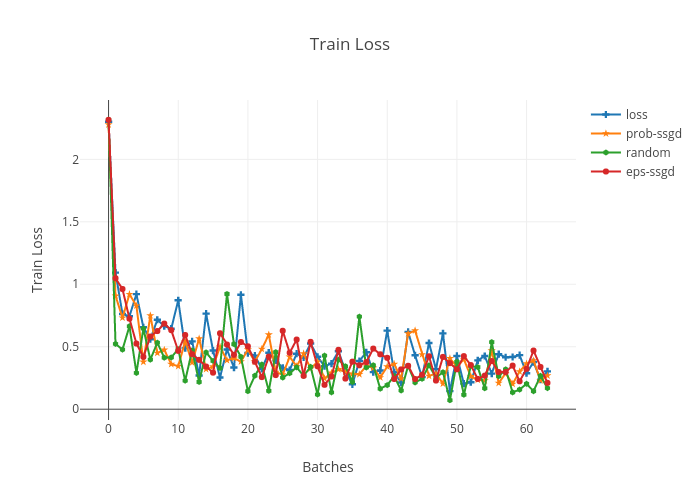 Train Loss
loss
prob-ssgd
random
eps-ssgd
2
1.5
1
0.5
0
Train Loss
0 10 20 30 40 50 60
Batches